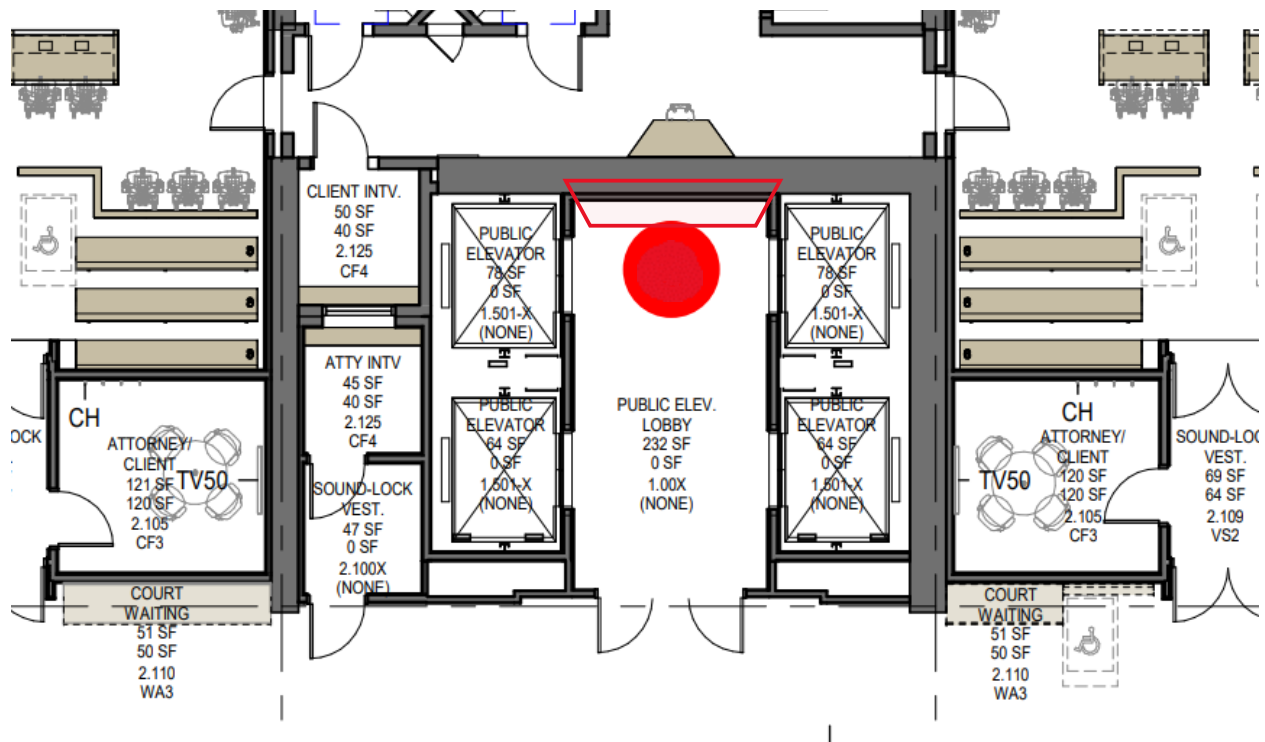 CLIENT INTV.
50 SF
40 SF
2.125
CF4
PUBLIC
ELEVATOR
78 SF
0 SF
1.501-X
(NONE)
PUBLIC
ELEVATOR
78 SF
0 SF
1.501-X
(NONE)
ATTY INTV
45 SF
40 SF
2.125
CF4
PUBLIC
ELEVATOR
64 SF
0 SF
1.501-X
(NONE)
PUBLIC ELEV.
LOBBY
232 SF
0 SF
1.00X
(NONE)
PUBLIC
ELEVATOR
64 SF
0 SF
1.501-X
(NONE)
OCK
CH
ATTORNEY/
CLIENT
121 SF
120 SF
2.105
CF3
TV50
SOUND-LOCK
VEST.
47 SF
0 SF
2.100X
(NONE)
CH
ATTORNEY/
CLIENT
120 SF
120 SF
2.105
CF3
TV50
SOUND-LOC
VEST.
69 SF
64 SF
2.109
VS2
COURT
WAITING
51 SF
50 SF
2.110
WA3
COURT
WAITING
51 SF
50 SF
2.110
WA3